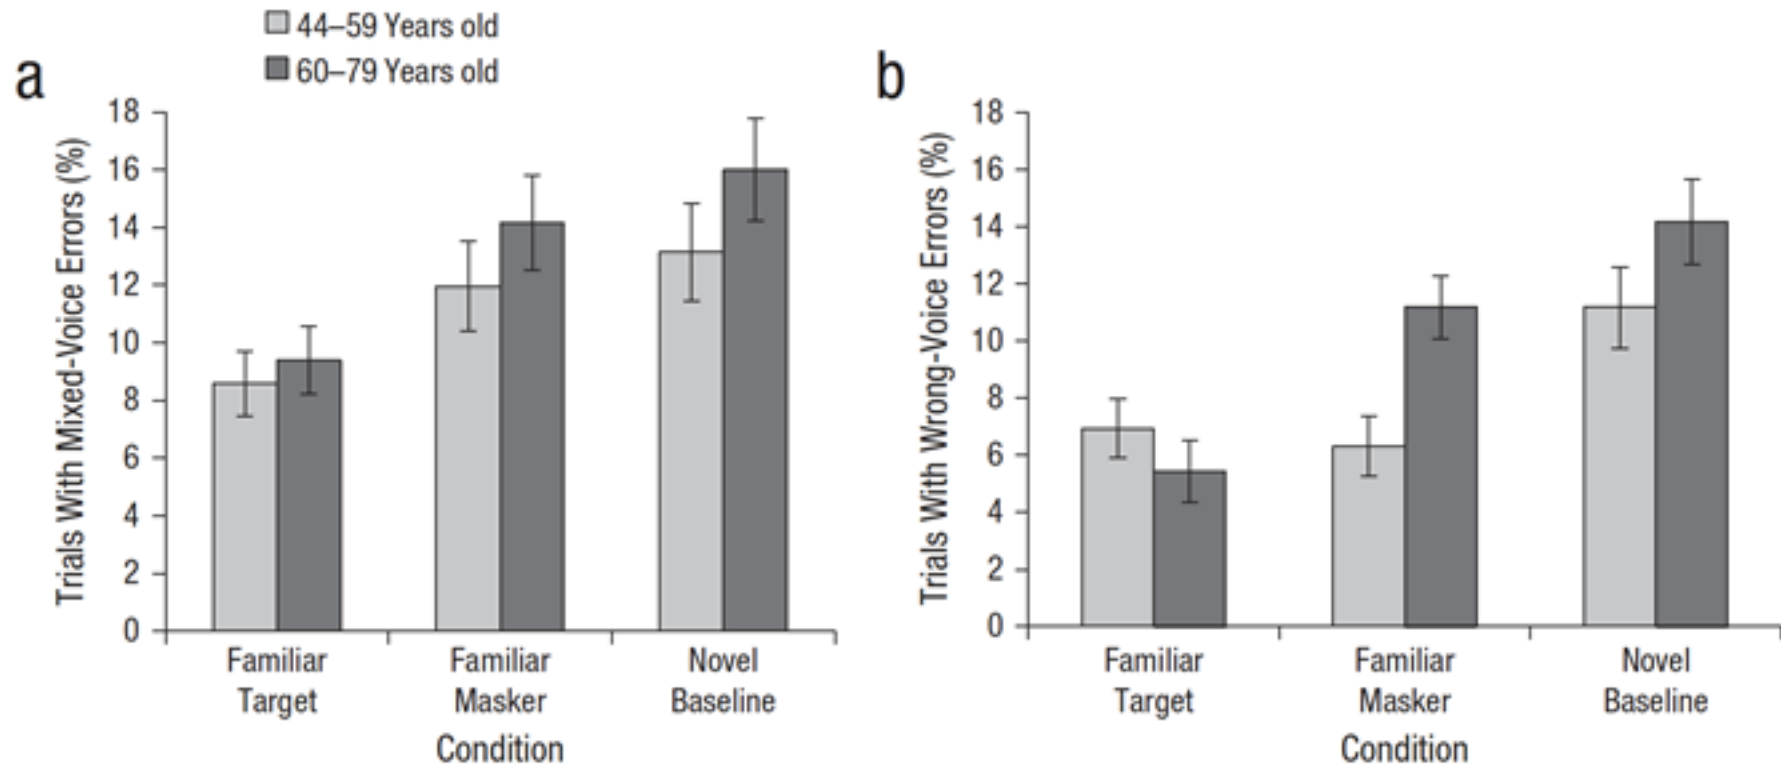 44–59 Years old
60–79 Years old
a
Trials With Mixed-Voice Errors (%)
18
16
14
12
10
8
6
4
2
0
Familiar Target
Familiar Masker
Novel Baseline
Condition
b
Trials With Wrong-Voice Errors (%)
18
16
14
12
10
8
6
4
2
0
Familiar Target
Familiar Masker
Novel Baseline
Condition